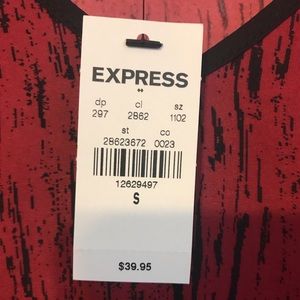 EXPRESS
dp cl sz
297 2862 1102
st co
28623672 0023
12629497
S
$39.95